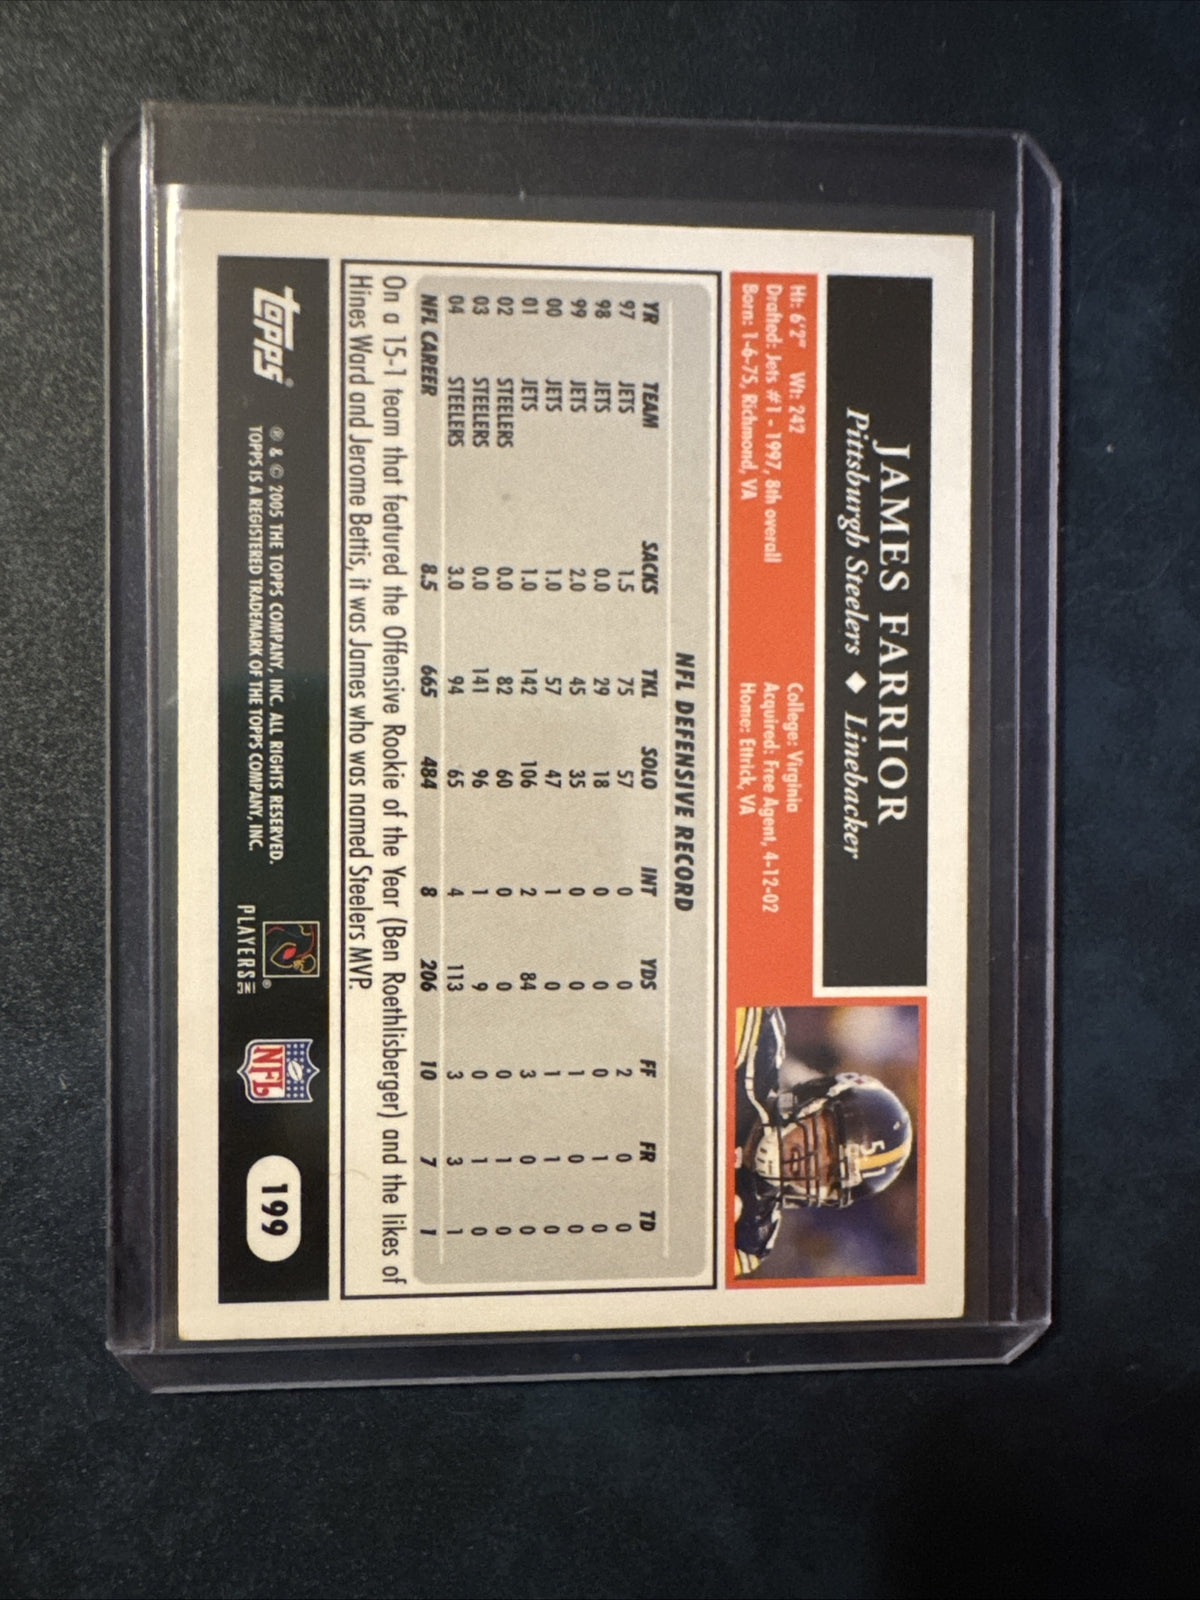 JAMES FARRIOR
Pittsburgh Steelers ◆ Linebacker
Ht: 6'2" Wt: 242 College: Virginia
Drafted: Jets #1 - 1997, 8th overall Acquired: Free Agent, 4-12-02
Born: 1-6-75, Richmond, VA Home: Ettrick, VA
51
NFL DEFENSIVE RECORD
YR TEAM SACKS TKL SOLO INT YDS FF FR TD
97 JETS 1.5 75 57 0 0 2 0 0
98 JETS 0.0 29 18 0 0 0 1 0
99 JETS 2.0 45 35 0 0 1 0 0
00 JETS 1.0 57 47 1 0 1 1 0
01 JETS 1.0 142 106 2 84 3 0 0
02 STEELERS 0.0 82 60 0 0 0 1 0
03 STEELERS 0.0 141 96 1 9 0 1 0
04 STEELERS 3.0 94 65 4 113 3 3 1
NFL CAREER 8.5 665 484 8 206 10 7 1
On a 15-1 team that featured the Offensive Rookie of the Year (Ben Roethlisberger) and the likes of
Hines Ward and Jerome Bettis, it was James who was named Steelers MVP.
topps®
® & © 2005 THE TOPPS COMPANY, INC. ALL RIGHTS RESERVED.
TOPPS IS A REGISTERED TRADEMARK OF THE TOPPS COMPANY, INC.
PLAYERS INC ®
NFL
199